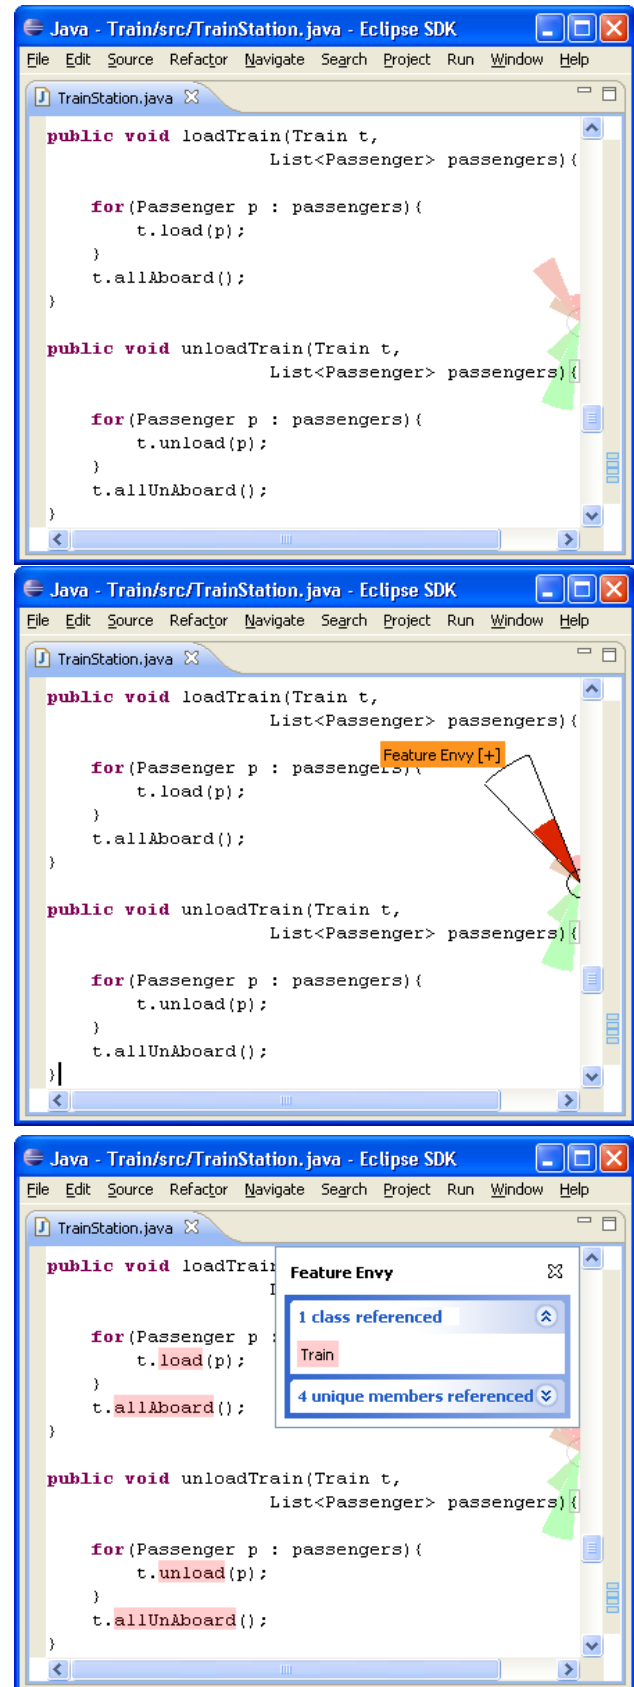 Java - Train/src/TrainStation.java - Eclipse SDK
File Edit Source Refactor Navigate Search Project Run Window Help
TrainStation.java
public void loadTrain(Train t,
List<Passenger> passengers){
for(Passenger p : passengers){
t.load(p);
}
t.allAboard();
}
public void unloadTrain(Train t,
List<Passenger> passengers){
for(Passenger p : passengers){
t.unload(p);
}
t.allUnAboard();
}
Java - Train/src/TrainStation.java - Eclipse SDK
File Edit Source Refactor Navigate Search Project Run Window Help
TrainStation.java
public void loadTrain(Train t,
List<Passenger> passengers){
Feature Envy [+]
for(Passenger p : passengers){
t.load(p);
}
t.allAboard();
}
public void unloadTrain(Train t,
List<Passenger> passengers){
for(Passenger p : passengers){
t.unload(p);
}
t.allUnAboard();
}
Java - Train/src/TrainStation.java - Eclipse SDK
File Edit Source Refactor Navigate Search Project Run Window Help
TrainStation.java
public void loadTrain
Feature Envy
1 class referenced
for(Passenger p :
Train
t.load(p);
}
4 unique members referenced
t.allAboard();
}
public void unloadTrain(Train t,
List<Passenger> passengers){
for(Passenger p : passengers){
t.unload(p);
}
t.allUnAboard();
}